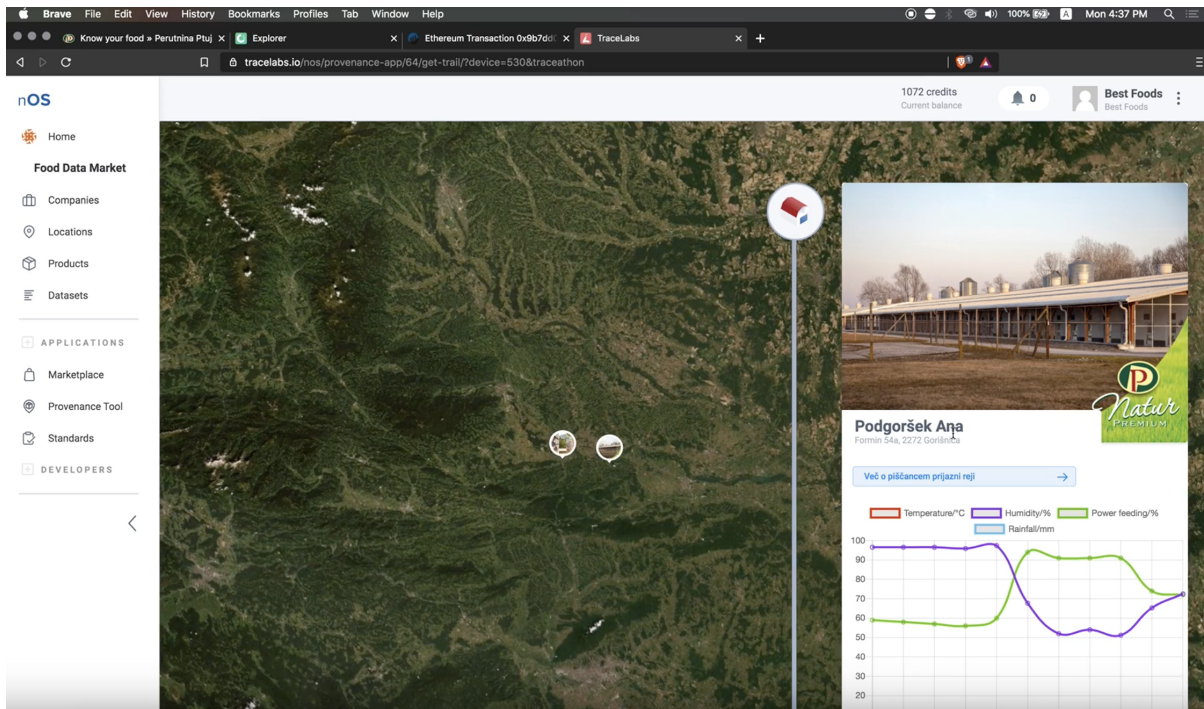 Brave File Edit View History Bookmarks Profiles Tab Window Help 100% A Mon 4:37 PM
Know your food » Perutnina Ptuj Explorer Ethereum Transaction 0x9b7dd TraceLabs
tracelabs.io/nos/provenance-app/64/get-trail/?device=530&traceathon 1
nOS
1072 credits
Current balance
0
Best Foods
Best Foods
Home
Food Data Market
Companies
Locations
Products
Datasets
APPLICATIONS
Marketplace
Provenance Tool
Standards
DEVELOPERS
P
Natur
PREMIUM
Podgoršek Ana
Formin 54a, 2272 Gorišnica
Več o piščancem prijazni reji
Temperature/°C Humidity/% Power feeding/%
Rainfall/mm
100
90
80
70
60
50
40
30
20